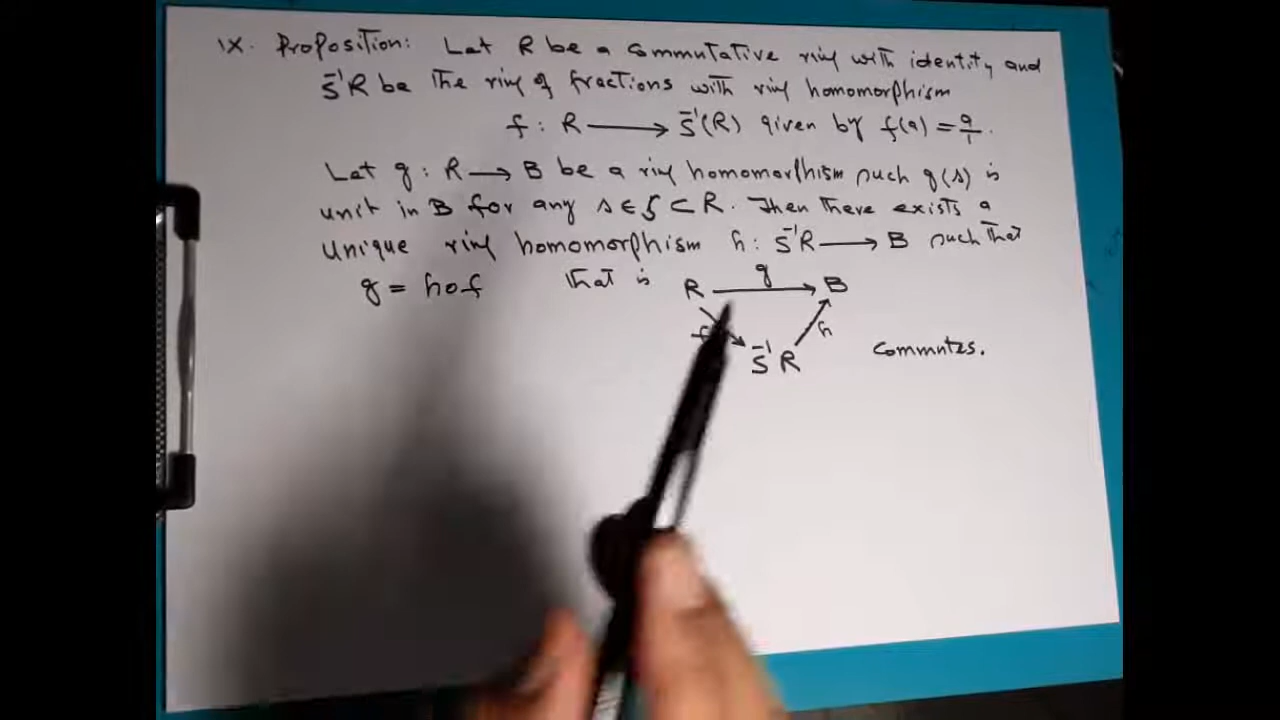 IX. Proposition: Let R be a commutative ring with identity and
S⁻¹R be the ring of fractions with ring homomorphism
f : R ⟶ S⁻¹(R) given by f(a) = a/1.
Let g : R → B be a ring homomorphism such g(s) is
unit in B for any s ∈ S ⊂ R. Then there exists a
unique ring homomorphism h : S⁻¹R ⟶ B such that
g = hof that is R g B
f h
S⁻¹R commutes.